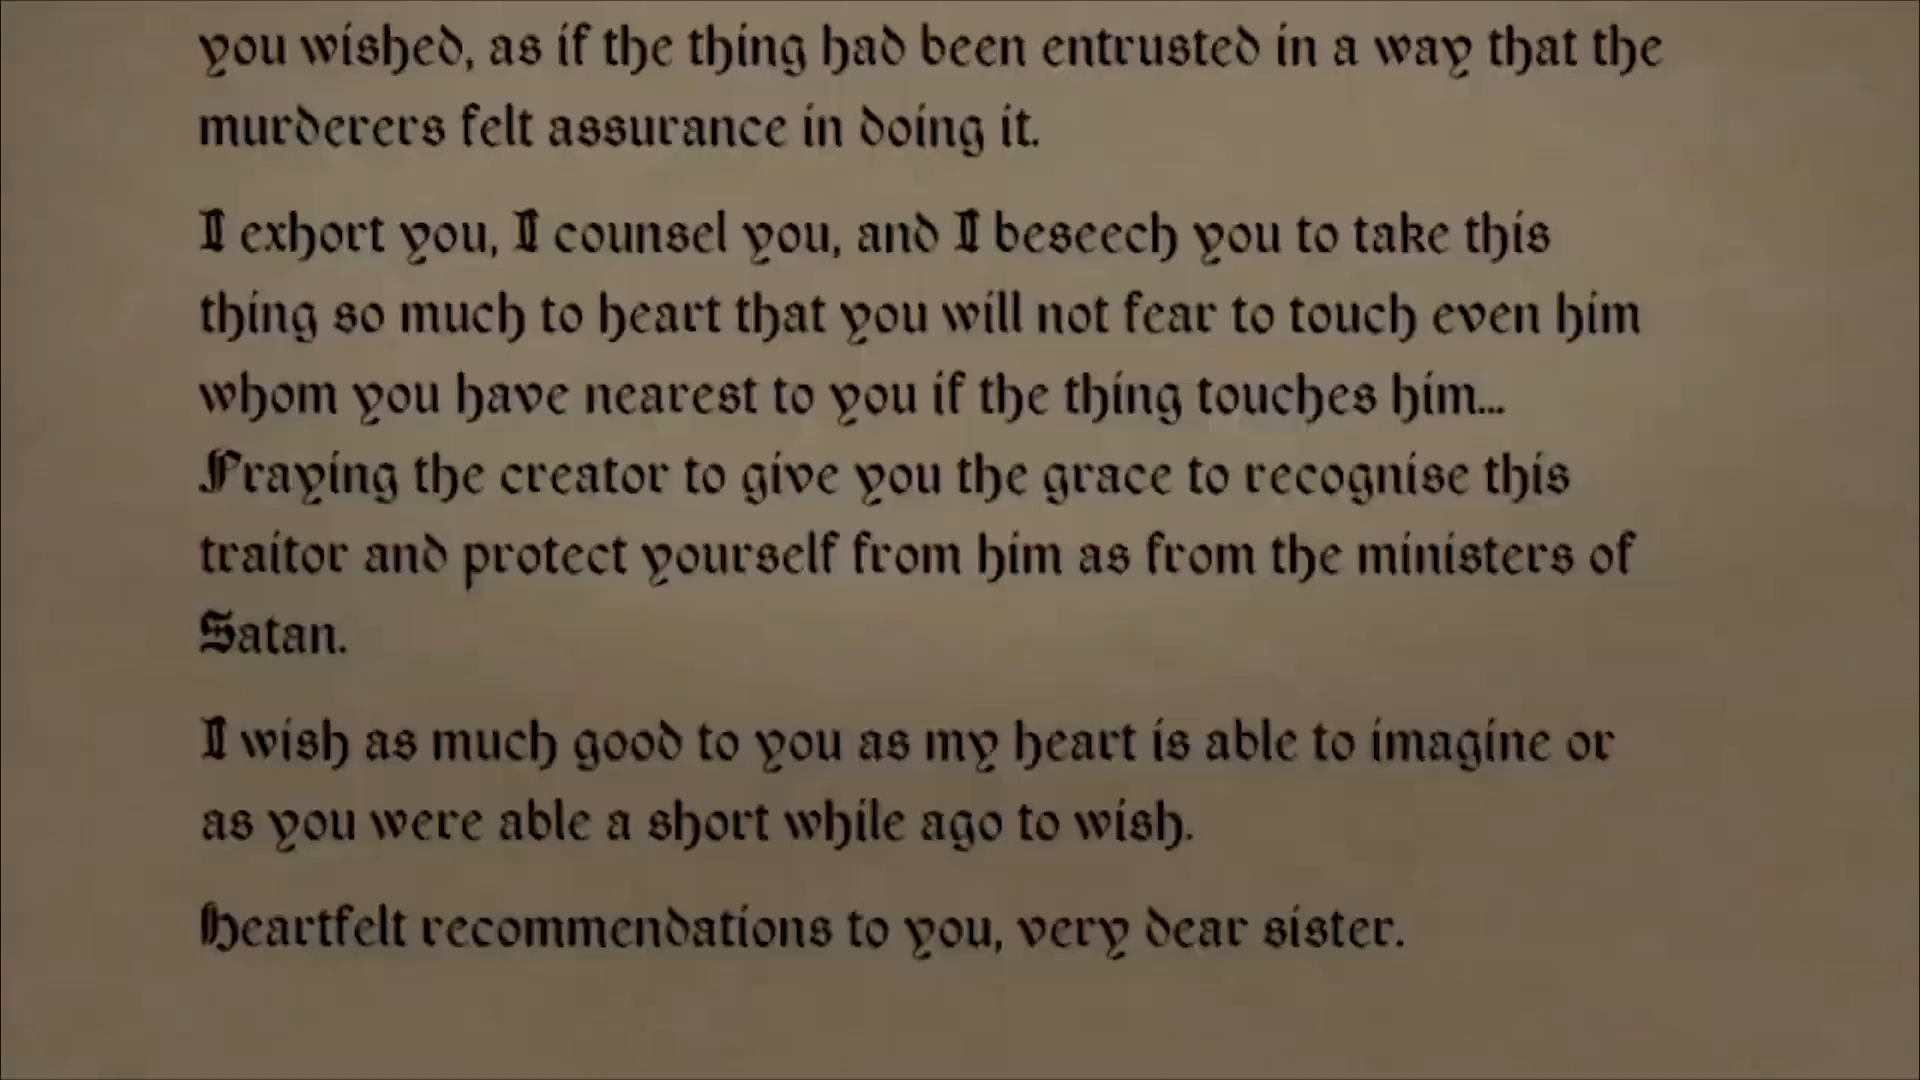 you wished, as if the thing had been entrusted in a way that the
murderers felt assurance in doing it.
I exhort you, I counsel you, and I beseech you to take this
thing so much to heart that you will not fear to touch even him
whom you have nearest to you if the thing touches him...
Praying the creator to give you the grace to recognise this
traitor and protect yourself from him as from the ministers of
Satan.
I wish as much good to you as my heart is able to imagine or
as you were able a short while ago to wish.
Heartfelt recommendations to you, very dear sister.